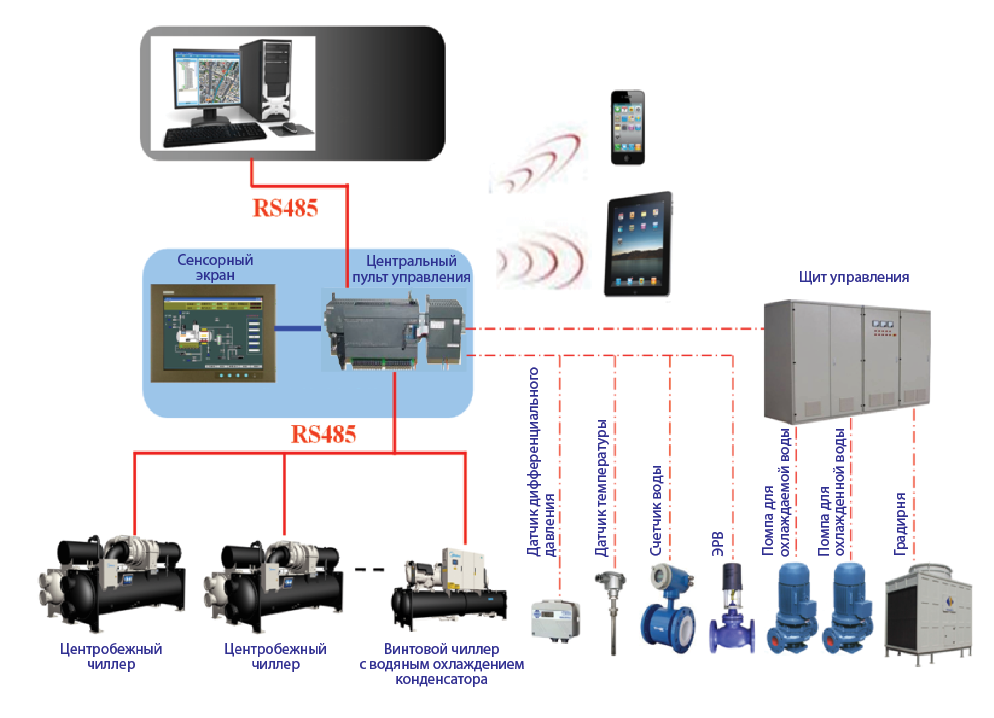 RS485
Сенсорный
экран
Центральный
пульт управления
Щит управления
RS485
Датчик дифференциального
давления
Датчик температуры
Счетчик воды
ЭРВ
Помпа для
охлаждаемой воды
Помпа для
охлажденной воды
Градирня
Центробежный
чиллер
Центробежный
чиллер
Винтовой чиллер
с водяным охлаждением
конденсатора